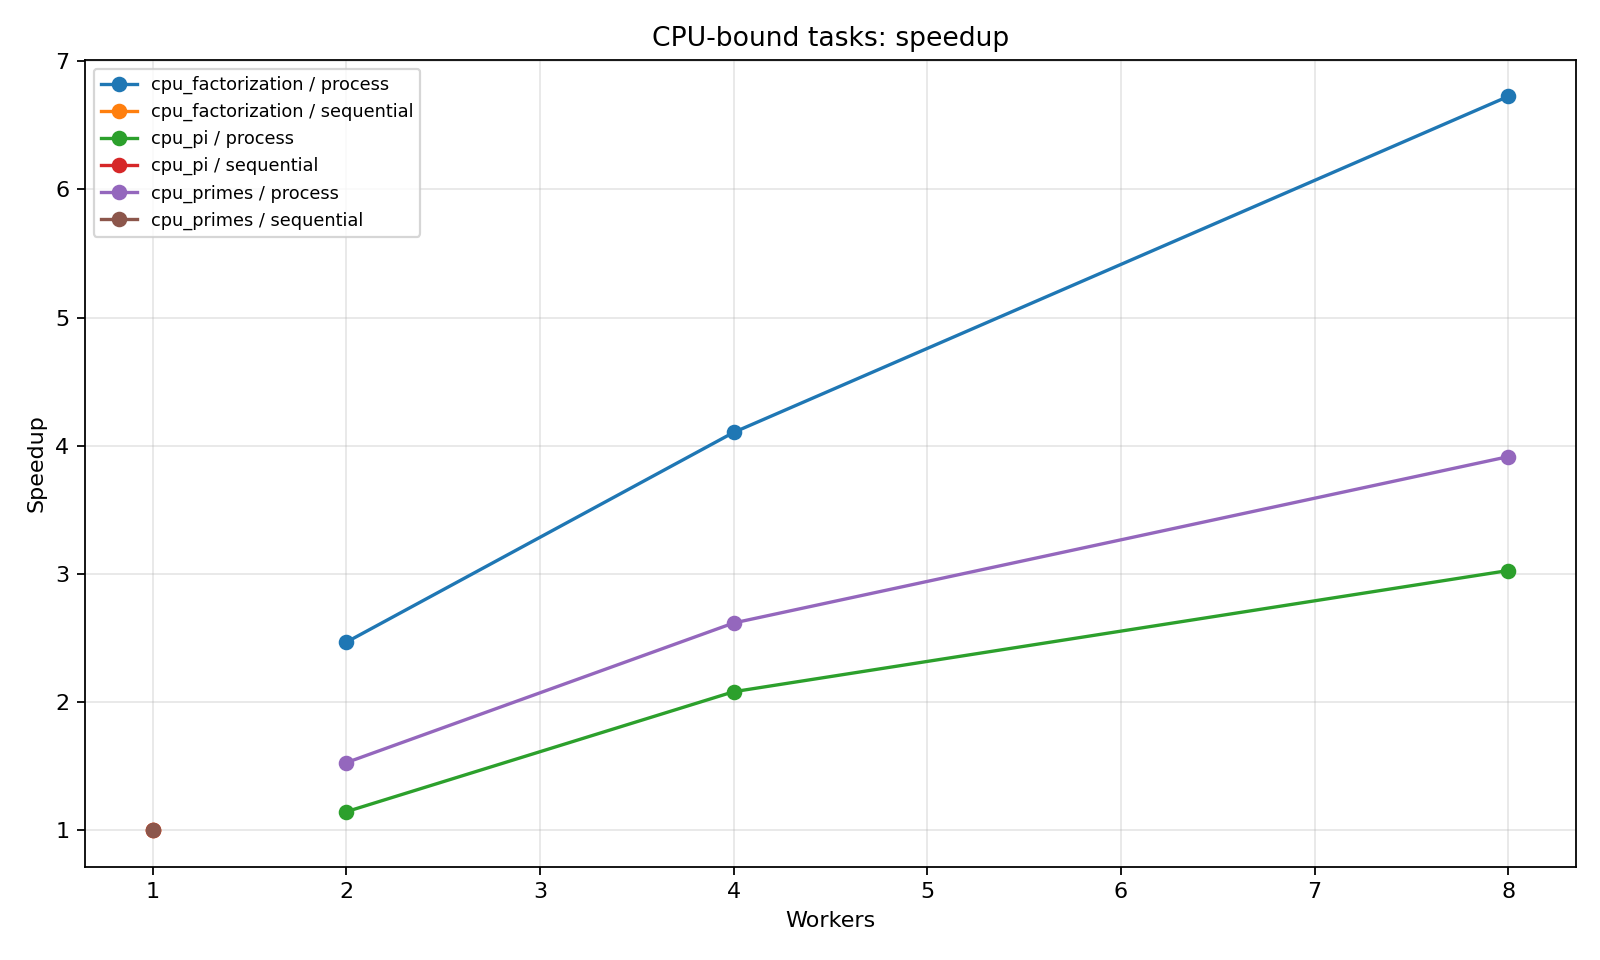 CPU-bound tasks: speedup
cpu_factorization / process
cpu_factorization / sequential
cpu_pi / process
cpu_pi / sequential
cpu_primes / process
cpu_primes / sequential
7
6
5
4
3
2
1
Speedup
1 2 3 4 5 6 7 8
Workers